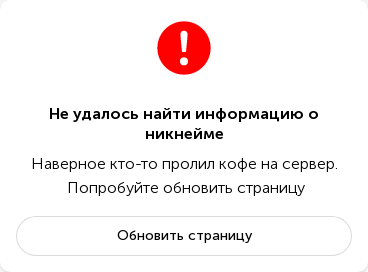 Не удалось найти информацию о
никнейме
Наверное кто-то пролил кофе на сервер.
Попробуйте обновить страницу
Обновить страницу